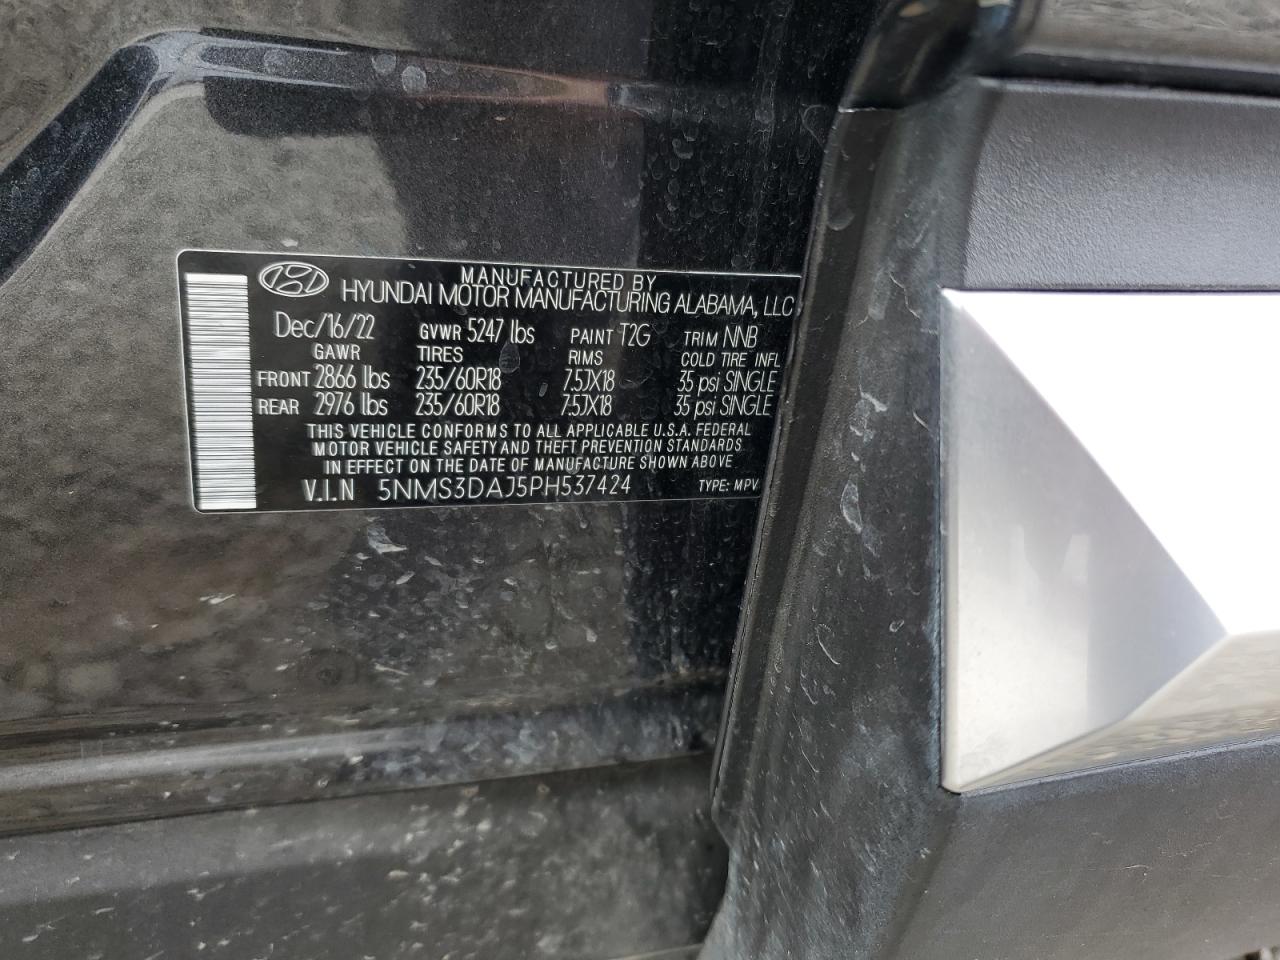 MANUFACTURED BY
HYUNDAI MOTOR MANUFACTURING ALABAMA, LLC
Dec/16/22 GVWR 5247 lbs PAINT T2G TRIM NNB
GAWR TIRES RIMS COLD TIRE INFL
FRONT 2866 lbs 235/60R18 7.5JX18 35 psi SINGLE
REAR 2976 lbs 235/60R18 7.5JX18 35 psi SINGLE
THIS VEHICLE CONFORMS TO ALL APPLICABLE U.S.A. FEDERAL
MOTOR VEHICLE SAFETY AND THEFT PREVENTION STANDARDS
IN EFFECT ON THE DATE OF MANUFACTURE SHOWN ABOVE
V.I.N 5NMS3DAJ5PH537424 TYPE: MPV